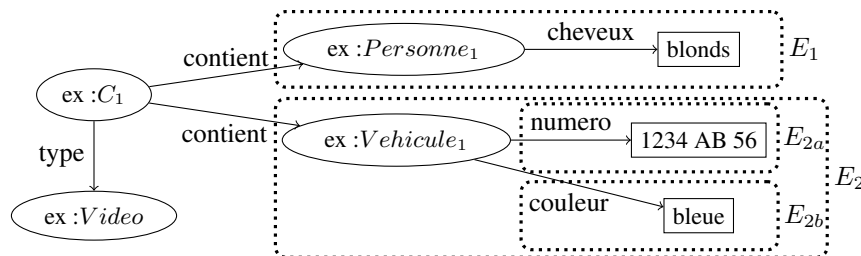 contient
ex :Personne₁
cheveux
blonds
E₁
ex :C₁
contient
ex :Vehicule₁
numero
1234 AB 56
E₂ₐ
type
E₂
ex :Video
couleur
bleue
E₂b